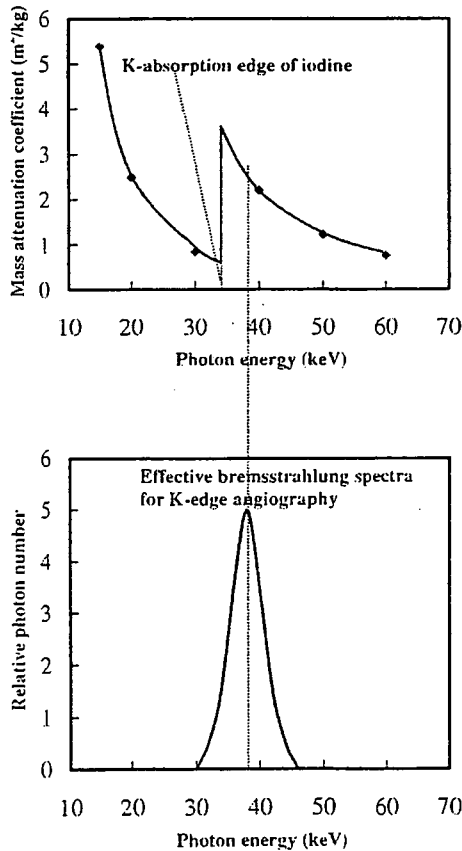 Mass attenuation coefficient (m²/kg)
6
5
4
3
2
1
0
K-absorption edge of iodine
10 20 30 40 50 60 70
Photon energy (keV)
Relative photon number
6
5
4
3
2
1
0
Effective bremsstrahlung spectra
for K-edge angiography
10 20 30 40 50 60 70
Photon energy (keV)